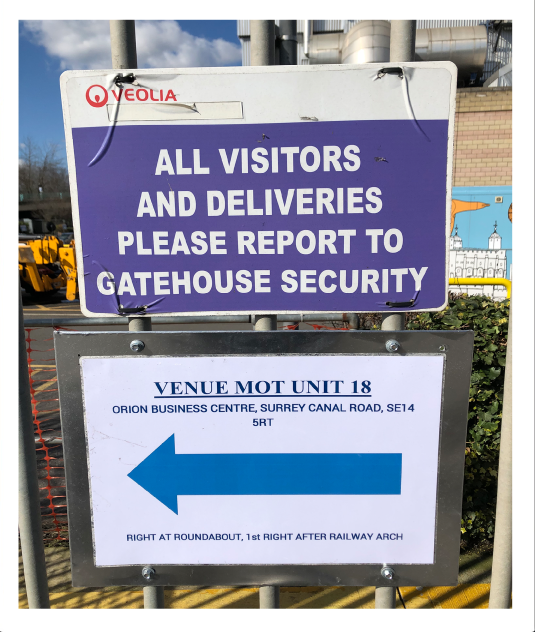 VEOLIA
ALL VISITORS
AND DELIVERIES
PLEASE REPORT TO
GATEHOUSE SECURITY
VENUE MOT UNIT 18
ORION BUSINESS CENTRE, SURREY CANAL ROAD, SE14
5RT
RIGHT AT ROUNDABOUT, 1st RIGHT AFTER RAILWAY ARCH